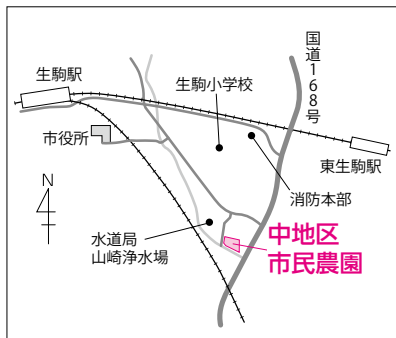 生駒駅
国道168号
生駒小学校
市役所
東生駒駅
消防本部
N
水道局
山崎浄水場
中地区
市民農園